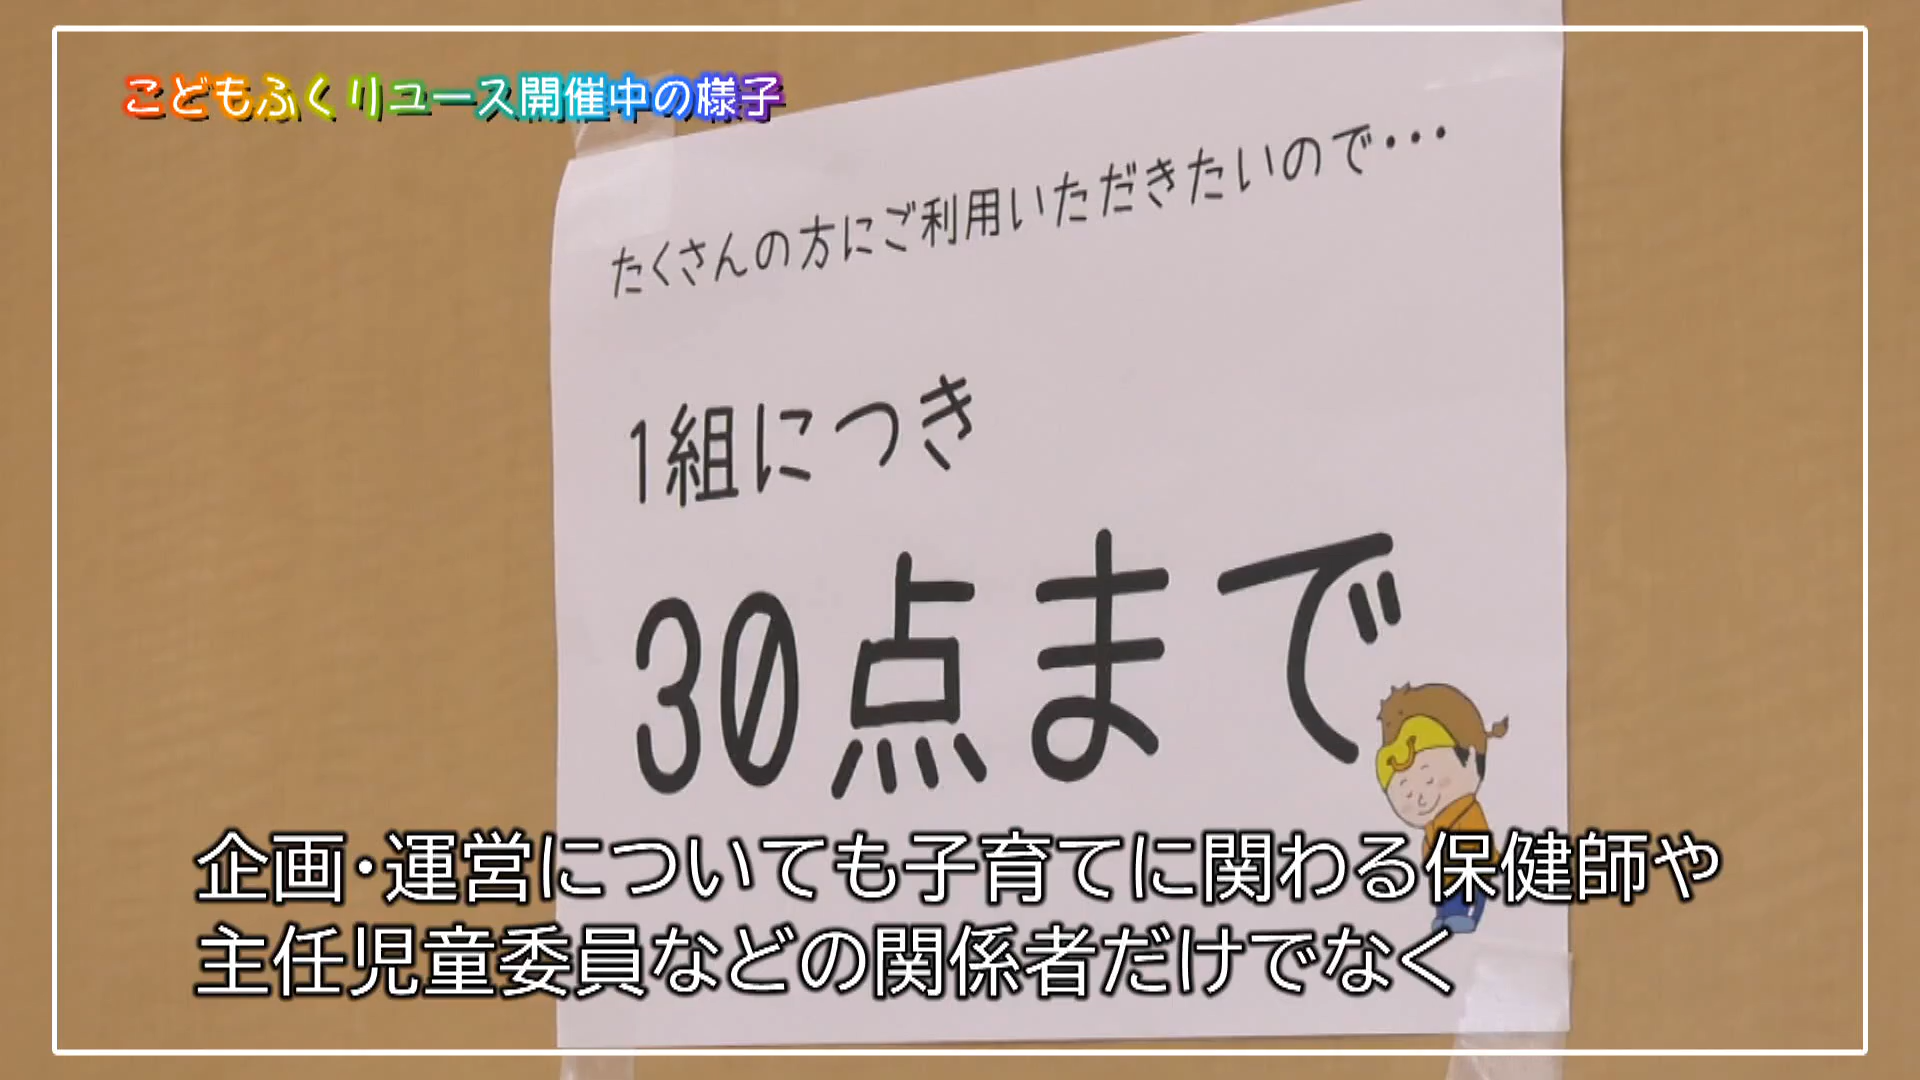 こどもふくリユース開催中の様子
たくさんの方にご利用いただきたいので・・・
1組につき
30点まで
企画・運営についても子育てに関わる保健師や
主任児童委員などの関係者だけでなく